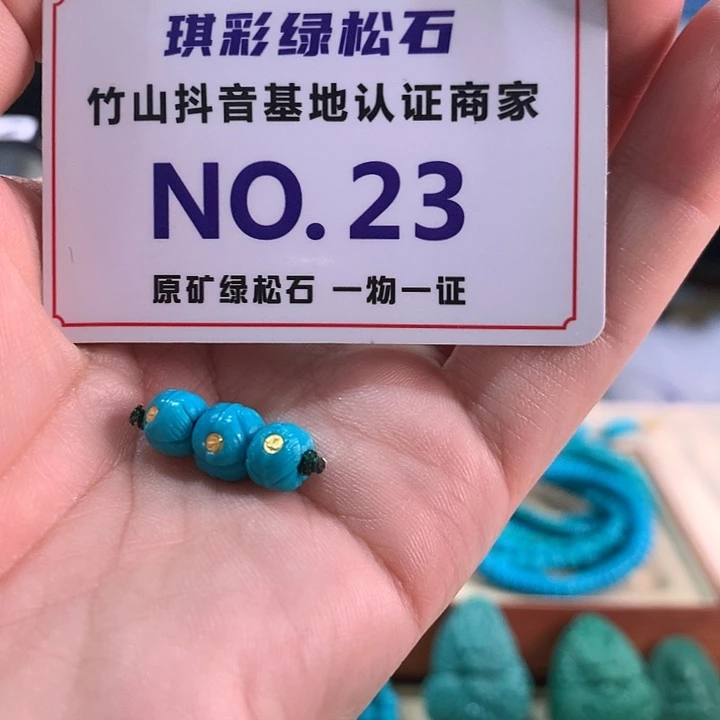 琪彩绿松石
竹山抖音基地认证商家
NO.23
原矿绿松石 一物一证